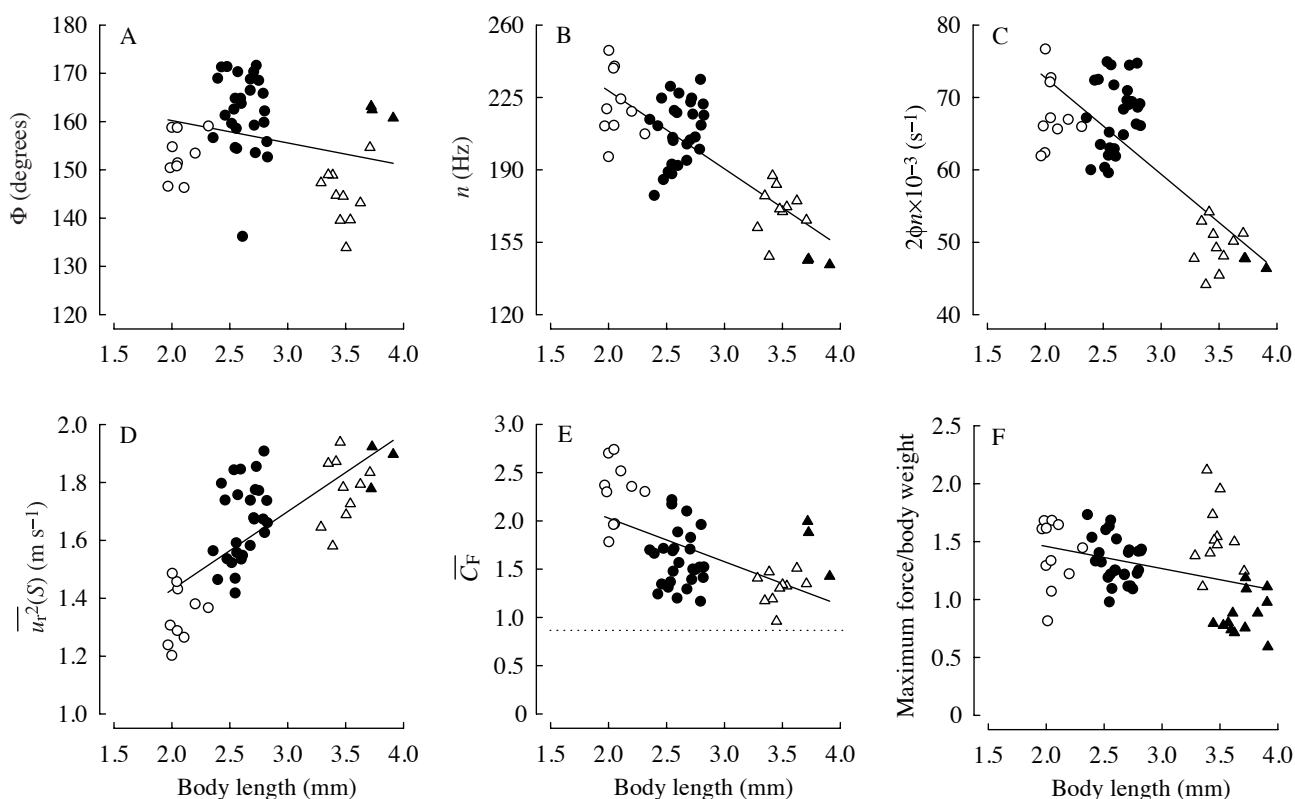 180
170
160
150
140
130
120
Φ (degrees)
A
1.5 2.0 2.5 3.0 3.5 4.0
260
225
190
155
120
n (Hz)
B
1.5 2.0 2.5 3.0 3.5 4.0
80
70
60
50
40
2ϕn×10⁻³ (s⁻¹)
C
1.5 2.0 2.5 3.0 3.5 4.0
2.0
1.8
1.6
1.4
1.2
1.0
u̅ᵣ²(S) (m s⁻¹)
D
1.5 2.0 2.5 3.0 3.5 4.0
Body length (mm)
3.0
2.5
2.0
1.5
1.0
0.5
0
C̅F
E
1.5 2.0 2.5 3.0 3.5 4.0
Body length (mm)
2.5
2.0
1.5
1.0
0.5
0
Maximum force/body weight
F
1.5 2.0 2.5 3.0 3.5 4.0
Body length (mm)